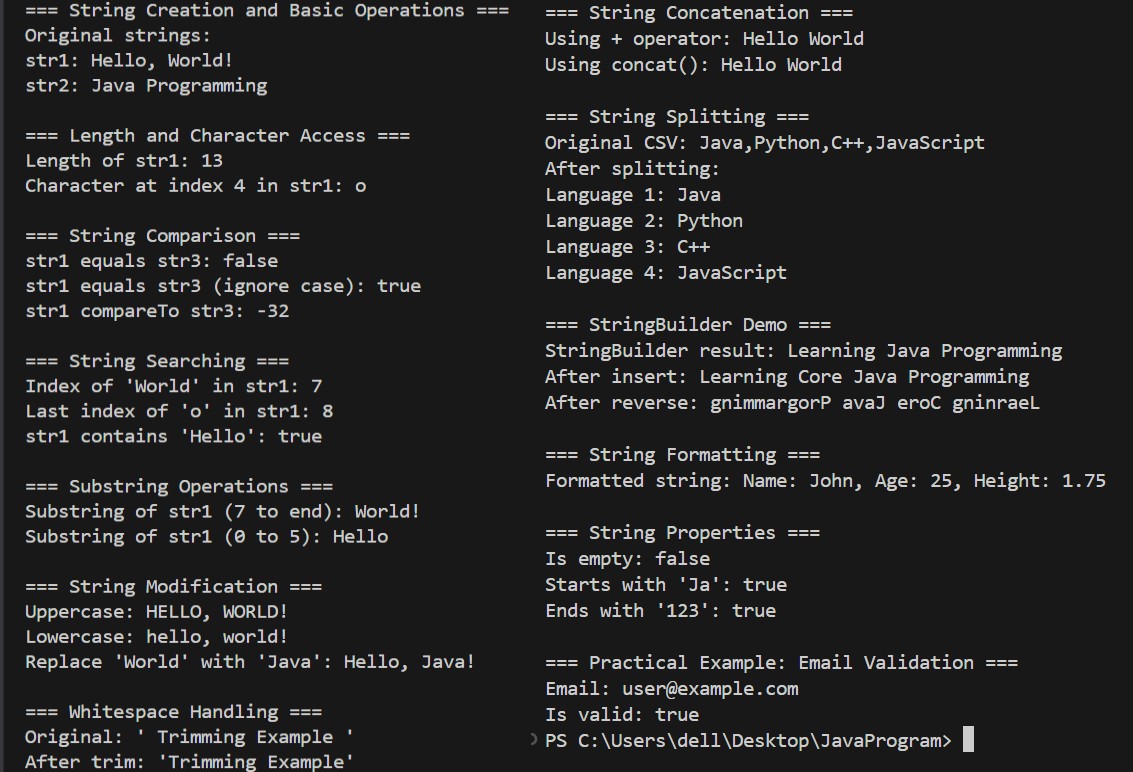 === String Creation and Basic Operations ===
Original strings:
str1: Hello, World!
str2: Java Programming

=== Length and Character Access ===
Length of str1: 13
Character at index 4 in str1: o

=== String Comparison ===
str1 equals str3: false
str1 equals str3 (ignore case): true
str1 compareTo str3: -32

=== String Searching ===
Index of 'World' in str1: 7
Last index of 'o' in str1: 8
str1 contains 'Hello': true

=== Substring Operations ===
Substring of str1 (7 to end): World!
Substring of str1 (0 to 5): Hello

=== String Modification ===
Uppercase: HELLO, WORLD!
Lowercase: hello, world!
Replace 'World' with 'Java': Hello, Java!

=== Whitespace Handling ===
Original: ' Trimming Example '
After trim: 'Trimming Example'

=== String Concatenation ===
Using + operator: Hello World
Using concat(): Hello World

=== String Splitting ===
Original CSV: Java,Python,C++,JavaScript
After splitting:
Language 1: Java
Language 2: Python
Language 3: C++
Language 4: JavaScript

=== StringBuilder Demo ===
StringBuilder result: Learning Java Programming
After insert: Learning Core Java Programming
After reverse: gnimmargorP avaJ eroC gninraeL

=== String Formatting ===
Formatted string: Name: John, Age: 25, Height: 1.75

=== String Properties ===
Is empty: false
Starts with 'Ja': true
Ends with '123': true

=== Practical Example: Email Validation ===
Email: user@example.com
Is valid: true
PS C:\Users\dell\Desktop\JavaProgram>